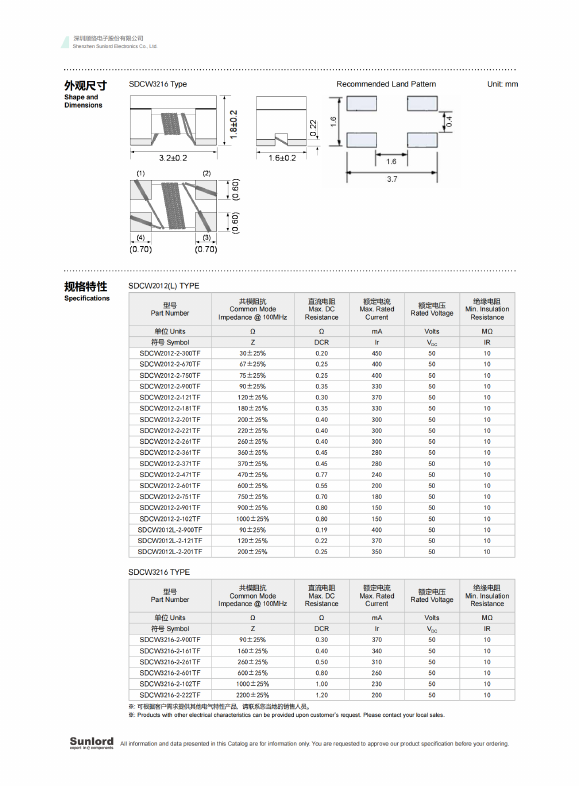 深圳顺络电子股份有限公司
Shenzhen Sunlord Electronics Co., Ltd.
外观尺寸
Shape and
Dimensions
SDCW3216 Type
Recommended Land Pattern
Unit: mm
1.8±0.2
3.2±0.2
0.22
1.6±0.2
1.6
0.4
1.6
3.7
(1) (2)
(0.60)
(0.60)
(4) (3)
(0.70) (0.70)
规格特性
Specifications
SDCW2012(L) TYPE
型号 Part Number 共模阻抗 Common Mode Impedance @ 100MHz 直流电阻 Max. DC Resistance 额定电流 Max. Rated Current 额定电压 Rated Voltage 绝缘电阻 Min. Insulation Resistance
单位 Units Ω Ω mA Volts MΩ
符号 Symbol Z DCR Ir VDC IR
SDCW2012-2-300TF 30±25% 0.20 450 50 10
SDCW2012-2-670TF 67±25% 0.25 400 50 10
SDCW2012-2-750TF 75±25% 0.25 400 50 10
SDCW2012-2-900TF 90±25% 0.35 330 50 10
SDCW2012-2-121TF 120±25% 0.30 370 50 10
SDCW2012-2-181TF 180±25% 0.35 330 50 10
SDCW2012-2-201TF 200±25% 0.40 300 50 10
SDCW2012-2-221TF 220±25% 0.40 300 50 10
SDCW2012-2-261TF 260±25% 0.40 300 50 10
SDCW2012-2-361TF 360±25% 0.45 280 50 10
SDCW2012-2-371TF 370±25% 0.45 280 50 10
SDCW2012-2-471TF 470±25% 0.77 240 50 10
SDCW2012-2-601TF 600±25% 0.55 200 50 10
SDCW2012-2-751TF 750±25% 0.70 180 50 10
SDCW2012-2-901TF 900±25% 0.80 150 50 10
SDCW2012-2-102TF 1000±25% 0.80 150 50 10
SDCW2012L-2-900TF 90±25% 0.19 400 50 10
SDCW2012L-2-121TF 120±25% 0.22 370 50 10
SDCW2012L-2-201TF 200±25% 0.25 350 50 10
SDCW3216 TYPE
型号 Part Number 共模阻抗 Common Mode Impedance @ 100MHz 直流电阻 Max. DC Resistance 额定电流 Max. Rated Current 额定电压 Rated Voltage 绝缘电阻 Min. Insulation Resistance
单位 Units Ω Ω mA Volts MΩ
符号 Symbol Z DCR Ir VDC IR
SDCW3216-2-900TF 90±25% 0.30 370 50 10
SDCW3216-2-161TF 160±25% 0.40 340 50 10
SDCW3216-2-261TF 260±25% 0.50 310 50 10
SDCW3216-2-601TF 600±25% 0.80 260 50 10
SDCW3216-2-102TF 1000±25% 1.00 230 50 10
SDCW3216-2-222TF 2200±25% 1.20 200 50 10
※: 可根据客户需求提供其他电气特性产品，请联系您当地的销售人员。
※: Products with other electrical characteristics can be provided upon customer's request. Please contact your local sales.
Sunlord
expert in components
All information and data presented in this Catalog are for information only. You are requested to approve our product specification before your ordering.